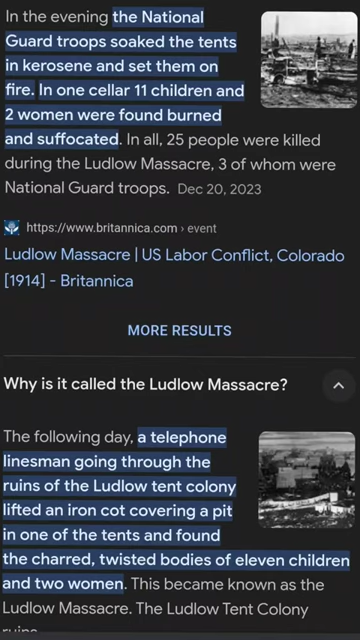 In the evening the National
Guard troops soaked the tents
in kerosene and set them on
fire. In one cellar 11 children and
2 women were found burned
and suffocated. In all, 25 people were killed
during the Ludlow Massacre, 3 of whom were
National Guard troops. Dec 20, 2023
https://www.britannica.com › event
Ludlow Massacre | US Labor Conflict, Colorado
[1914] - Britannica
MORE RESULTS
Why is it called the Ludlow Massacre?
The following day, a telephone
linesman going through the
ruins of the Ludlow tent colony
lifted an iron cot covering a pit
in one of the tents and found
the charred, twisted bodies of eleven children
and two women. This became known as the
Ludlow Massacre. The Ludlow Tent Colony